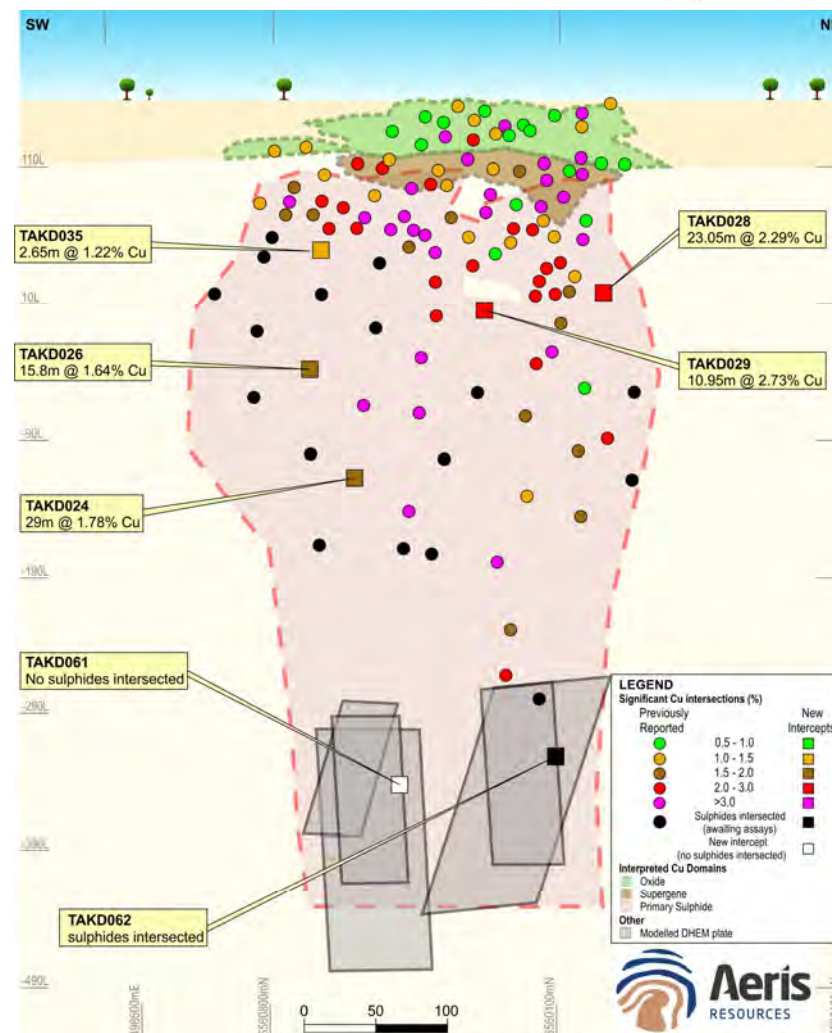 SW
N
110L
TAKD035
2.65m @ 1.22% Cu
TAKD028
23.05m @ 2.29% Cu
10L
TAKD026
15.8m @ 1.64% Cu
TAKD029
10.95m @ 2.73% Cu
-90L
TAKD024
29m @ 1.78% Cu
-190L
TAKD061
No sulphides intersected
-290L
LEGEND
Significant Cu intersections (%)
Previously
Reported
New
Intercepts
0.5 - 1.0
1.0 - 1.5
1.5 - 2.0
2.0 - 3.0
>3.0
Sulphides intersected
(awaiting assays)
New intercept
(no sulphides intersected)
Interpreted Cu Domains
Oxide
Supergene
Primary Sulphide
Other
Modelled DHEM plate
-390L
TAKD062
sulphides intersected
-490L
0 50 100
Aeris
RESOURCES